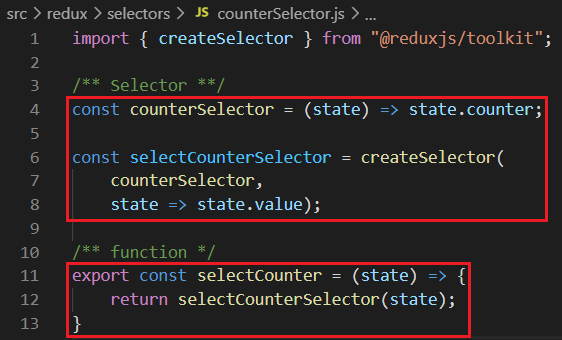 src > redux > selectors > JS counterSelector.js > ...
1 import { createSelector } from "@reduxjs/toolkit";
2
3 /** Selector **/
4 const counterSelector = (state) => state.counter;
5
6 const selectCounterSelector = createSelector(
7     counterSelector,
8     state => state.value);
9
10 /** function */
11 export const selectCounter = (state) => {
12     return selectCounterSelector(state);
13 }